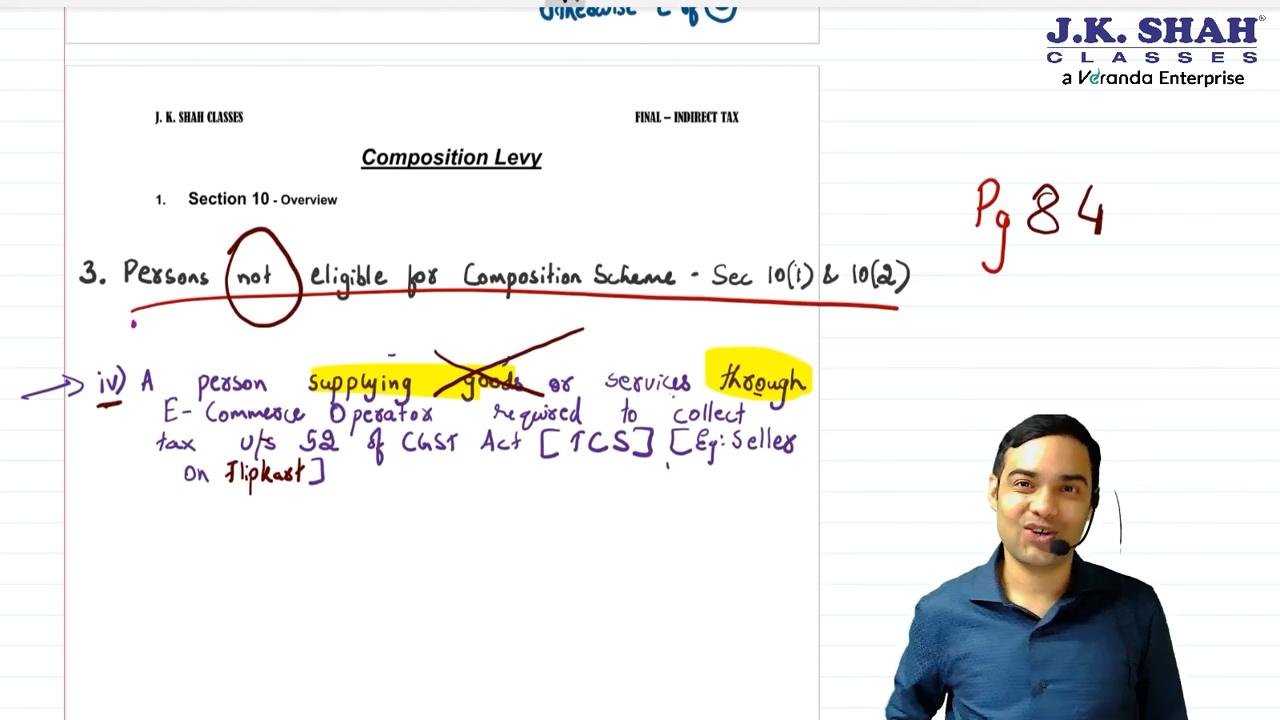 J.K. SHAH®
CLASSES
a Veranda Enterprise
J. K. SHAH CLASSES FINAL – INDIRECT TAX
Composition Levy
1. Section 10 - Overview
Pg 84
3. Persons not eligible for Composition Scheme - Sec 10(1) & 10(2)
iv) A person supplying goods or services through
E-Commerce Operator required to collect
tax u/s 52 of CGST Act [TCS] [Eg: Seller
on Flipkart]